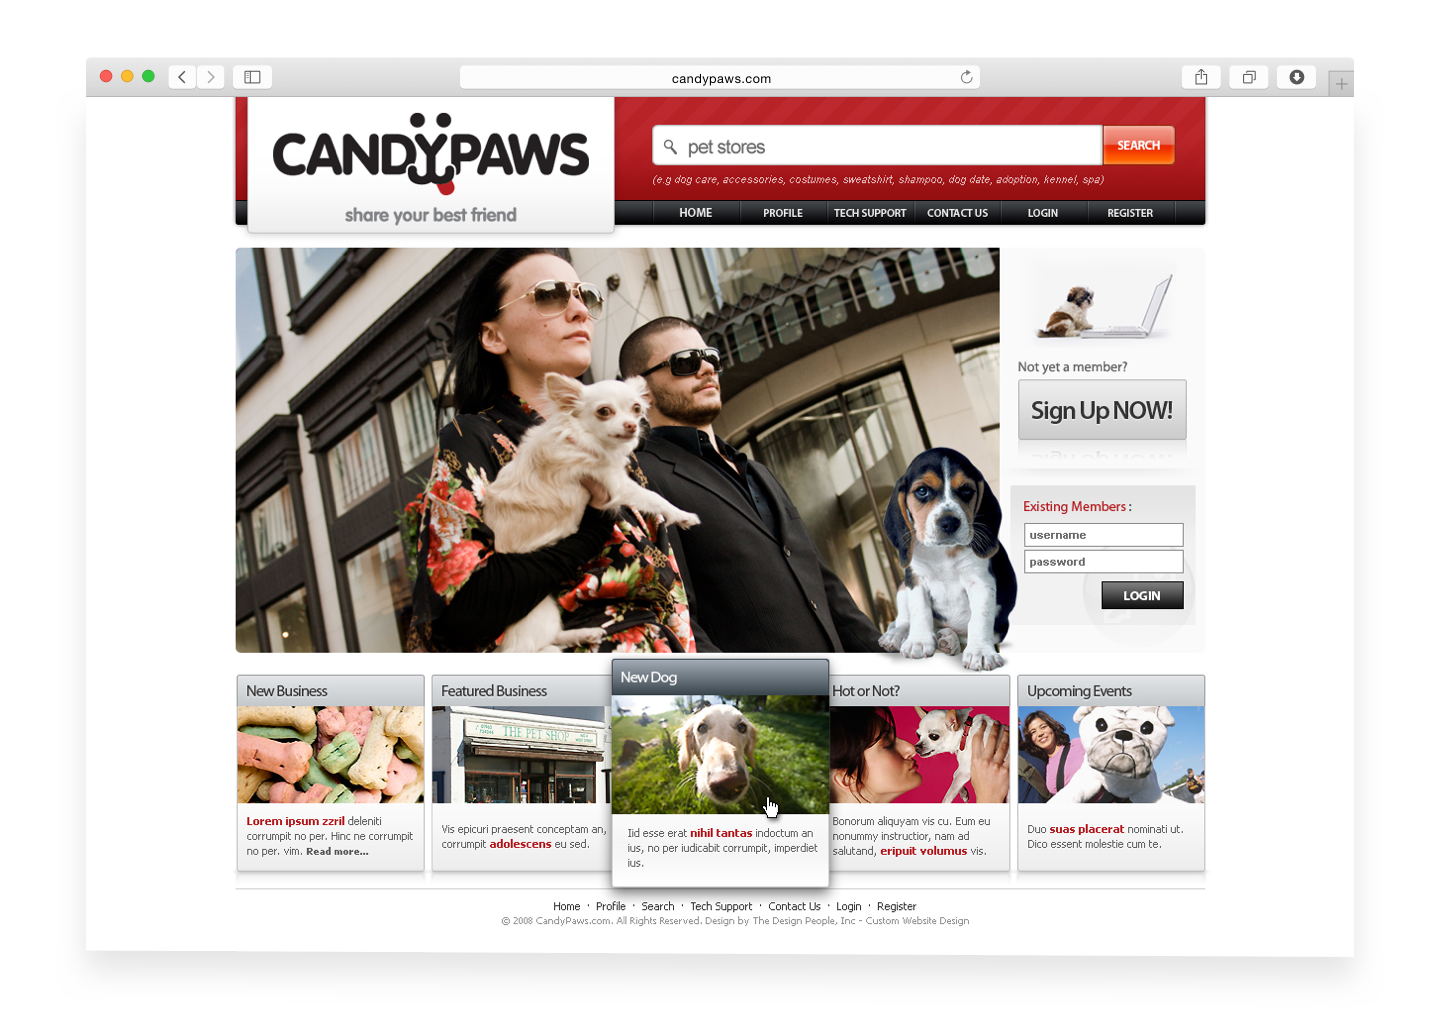 candypaws.com
CANDYPAWS
share your best friend
pet stores
SEARCH
(e.g dog care, accessories, costumes, sweatshirt, shampoo, dog date, adoption, kennel, spa)
HOME PROFILE TECH SUPPORT CONTACT US LOGIN REGISTER
Not yet a member?
Sign Up NOW!
Existing Members :
username
password
LOGIN
New Business
Lorem ipsum zzril deleniti
corrumpit no per. Hinc ne corrumpit
no per. vim. Read more...
Featured Business
THE PET SHOP
Vis epicuri praesent conceptam an,
corrumpit adolescens eu sed.
New Dog
Iid esse erat nihil tantas indoctum an
ius, no per iudicabit corrumpit, imperdiet
ius.
Hot or Not?
Bonorum aliquyam vis cu. Eum eu
nonummy instructior, nam ad
salutand, eripuit volumus vis.
Upcoming Events
Duo suas placerat nominati ut.
Dico essent molestie cum te.
Home · Profile · Search · Tech Support · Contact Us · Login · Register
© 2008 CandyPaws.com. All Rights Reserved. Design by The Design People, Inc - Custom Website Design